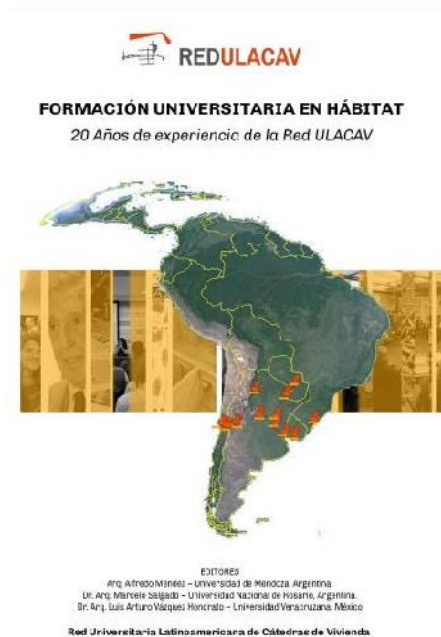 REDULACAV
FORMACIÓN UNIVERSITARIA EN HÁBITAT
20 Años de experiencia de la Red ULACAV
EDITORES
Arq. Alfredo Méndez – Universidad de Mendoza, Argentina.
Dr. Arq. Marcelo Salgado – Universidad Nacional de Rosario, Argentina.
Dr. Arq. Luis Arturo Vázquez Honorato – Universidad Veracruzana, México
Red Universitaria Latinoamericana de Cátedras de Vivienda